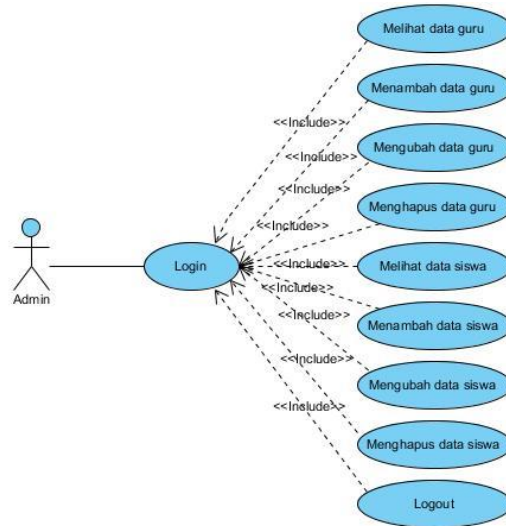 Melihat data guru
Menambah data guru
<<Include>>
Mengubah data guru
<<Include>>
<<Include>>
Menghapus data guru
<<Include>>
Login
<<Include>>
Melihat data siswa
Admin
<<Include>>
<<Include>>
Menambah data siswa
<<Include>>
Mengubah data siswa
<<Include>>
Menghapus data siswa
Logout